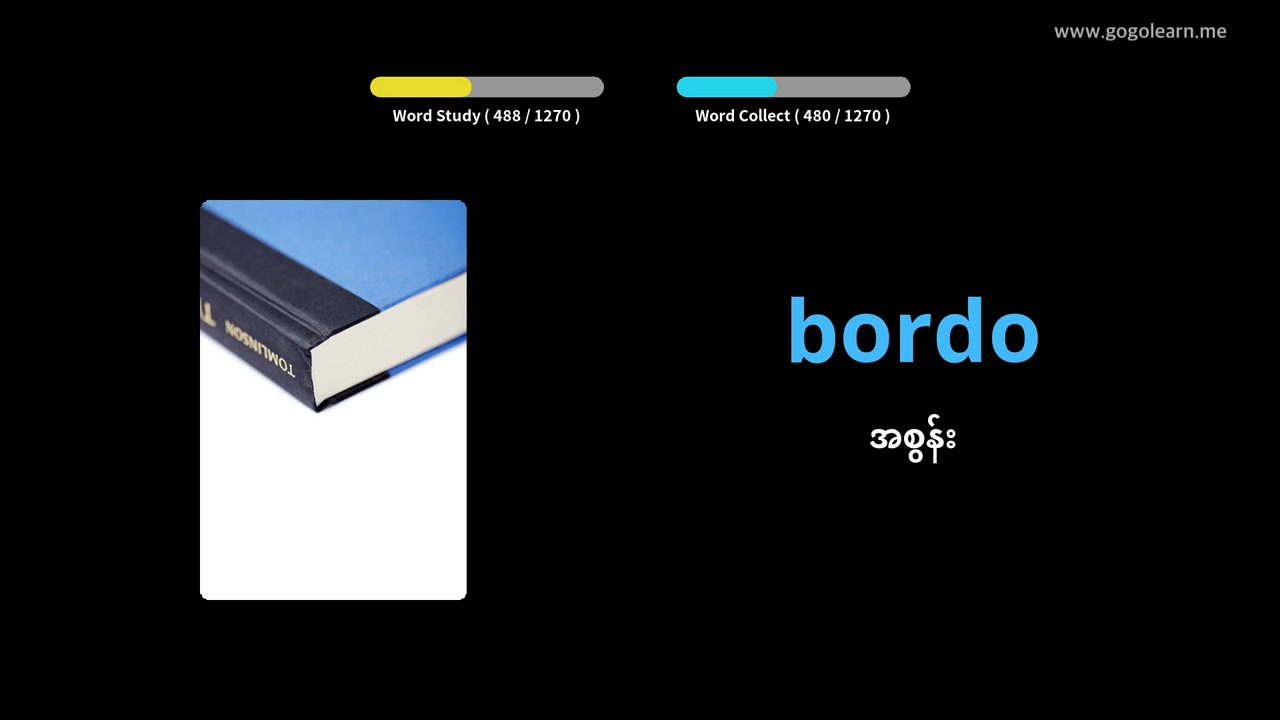 www.gogolearn.me
Word Study ( 488 / 1270 )
Word Collect ( 480 / 1270 )
TOMLINSON
bordo
အစွန်း